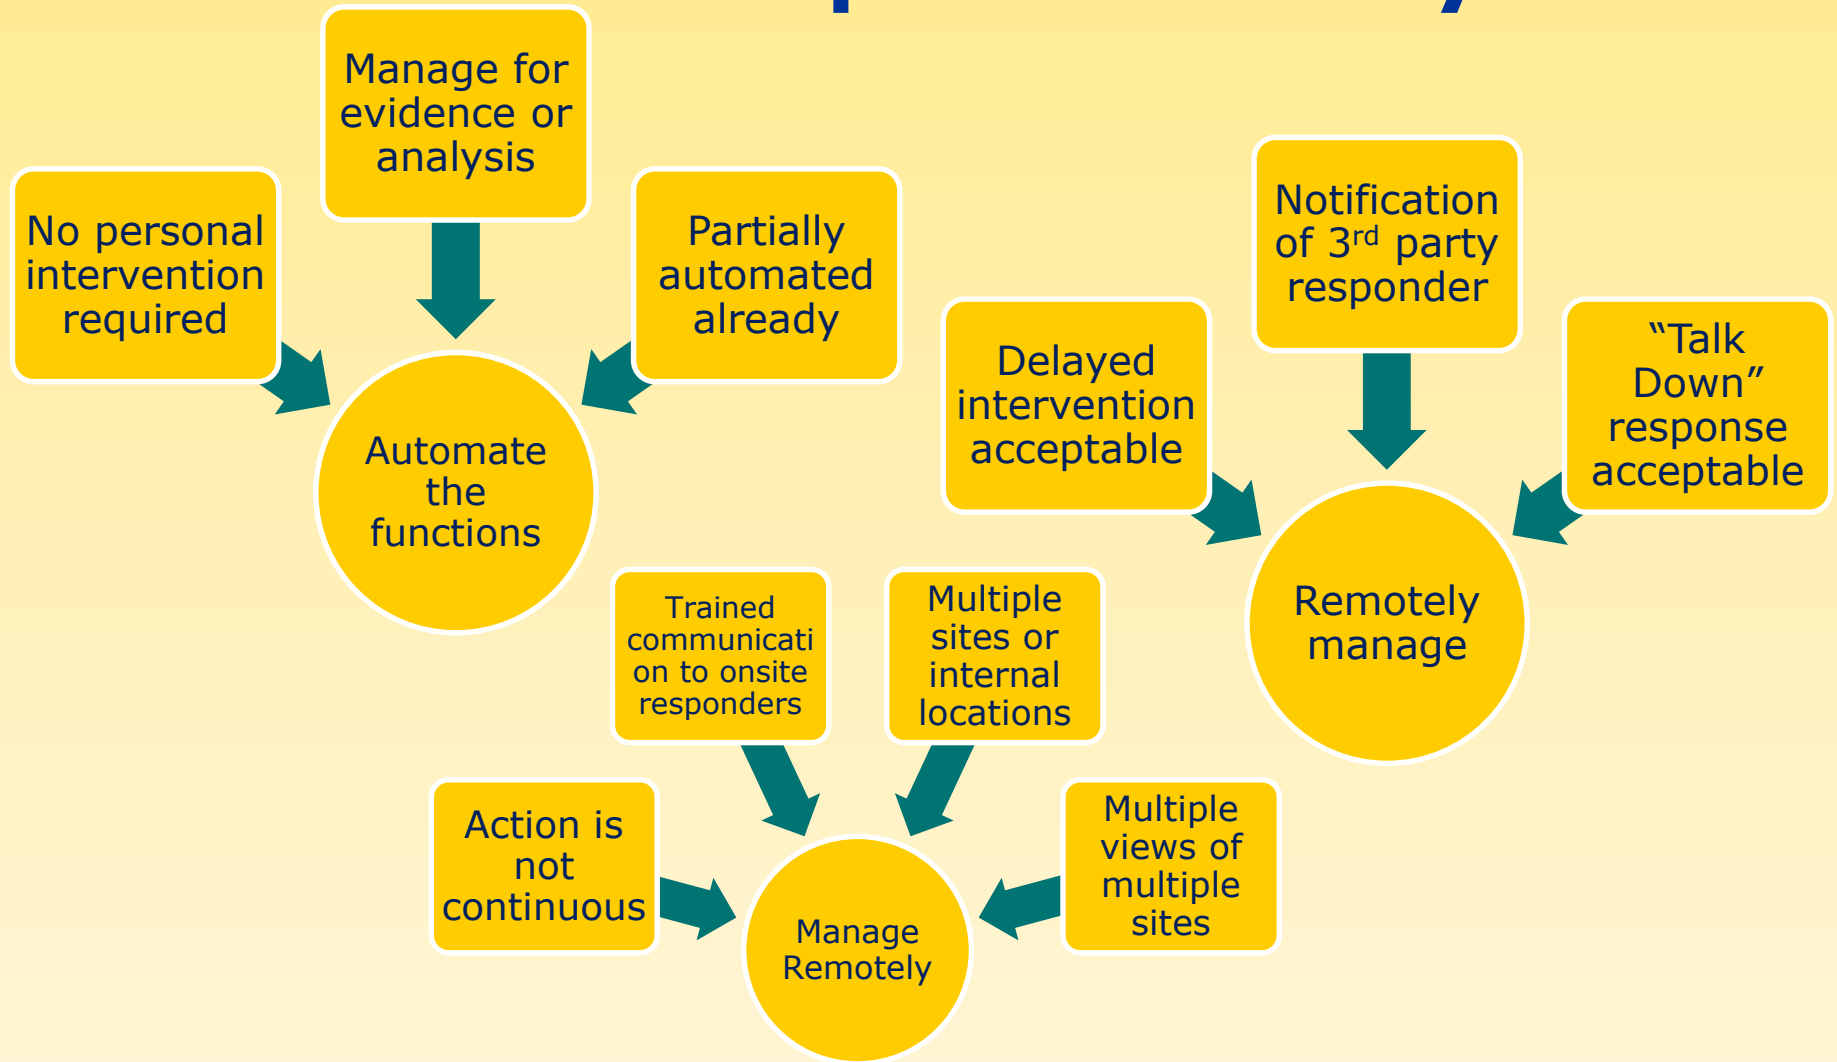 Manage for
evidence or
analysis
No personal
intervention
required
Partially
automated
already
Automate
the
functions
Notification
of 3rd party
responder
Delayed
intervention
acceptable
“Talk
Down”
response
acceptable
Remotely
manage
Trained
communicati
on to onsite
responders
Multiple
sites or
internal
locations
Action is
not
continuous
Multiple
views of
multiple
sites
Manage
Remotely